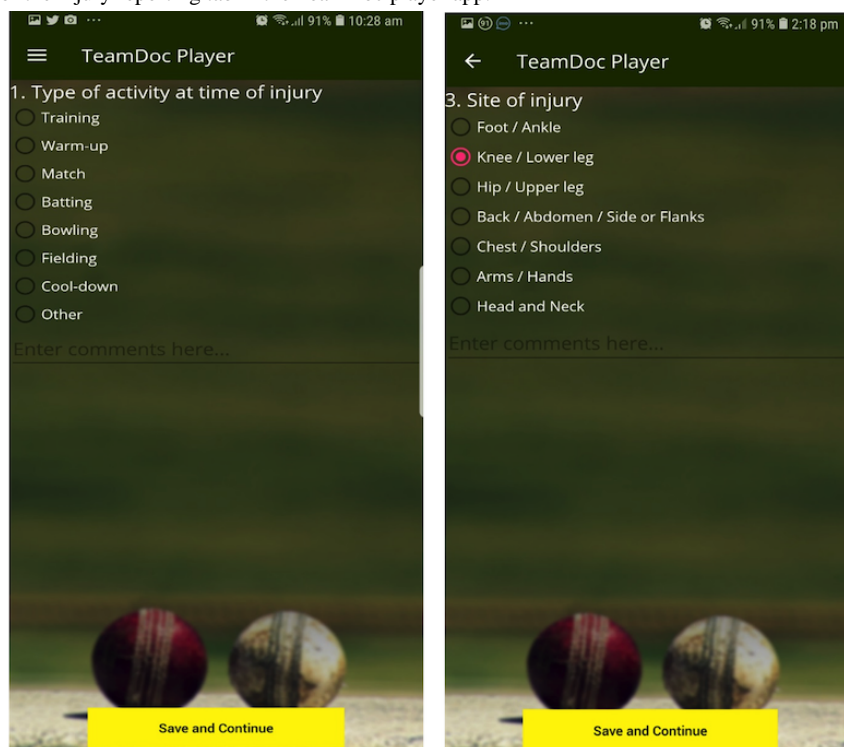 91% 10:28 am
TeamDoc Player
1. Type of activity at time of injury
Training
Warm-up
Match
Batting
Bowling
Fielding
Cool-down
Other
Enter comments here...
Save and Continue
91% 2:18 pm
TeamDoc Player
3. Site of injury
Foot / Ankle
Knee / Lower leg
Hip / Upper leg
Back / Abdomen / Side or Flanks
Chest / Shoulders
Arms / Hands
Head and Neck
Enter comments here...
Save and Continue